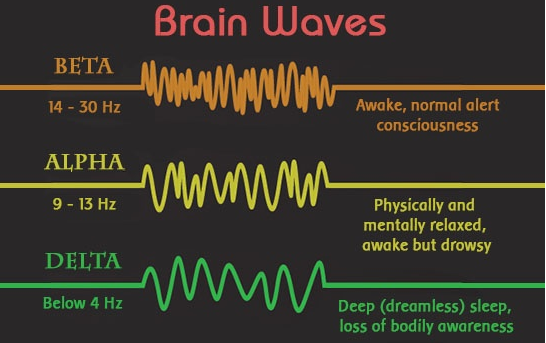 Brain Waves
BETA
14 - 30 Hz
Awake, normal alert
consciousness
ALPHA
9 - 13 Hz
Physically and
mentally relaxed,
awake but drowsy
DELTA
Below 4 Hz
Deep (dreamless) sleep,
loss of bodily awareness